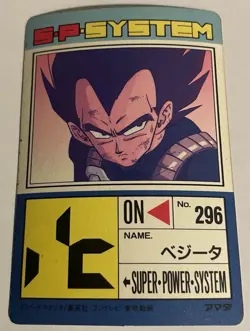 S·P·SYSTEM
ON No. 296
NAME.
ベジータ
←SUPER·POWER·SYSTEM
アマダ